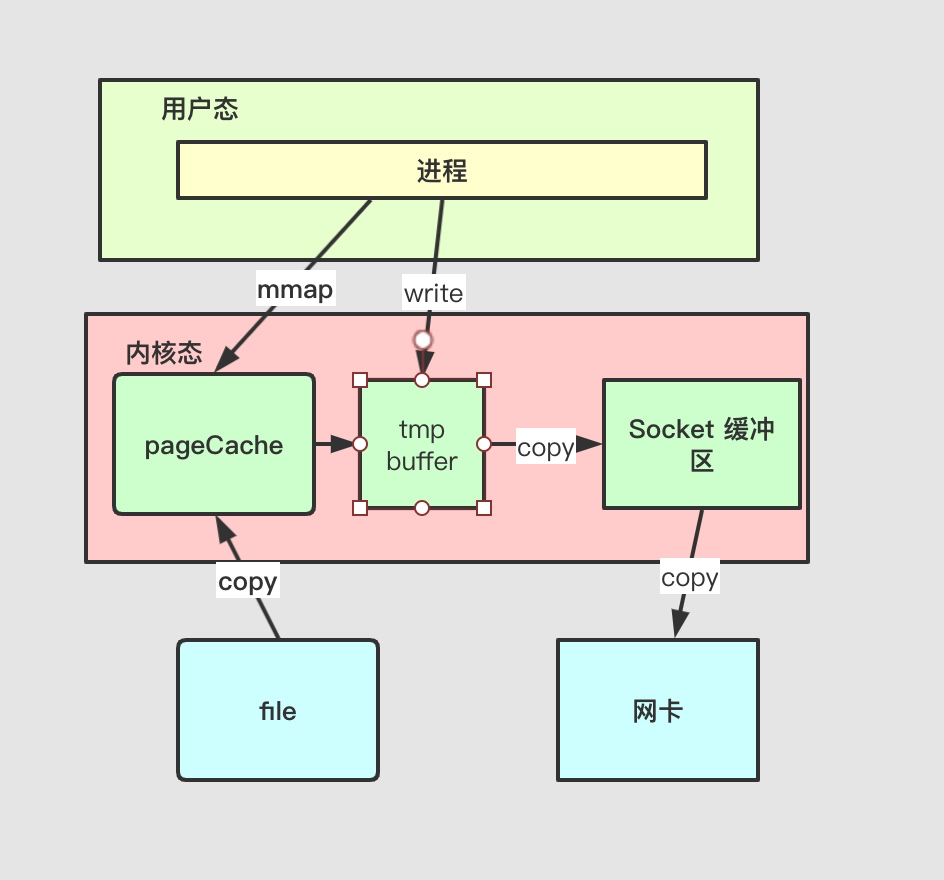 用户态
进程
mmap
write
内核态
pageCache
tmp
buffer
copy
Socket 缓冲
区
copy
copy
file
网卡